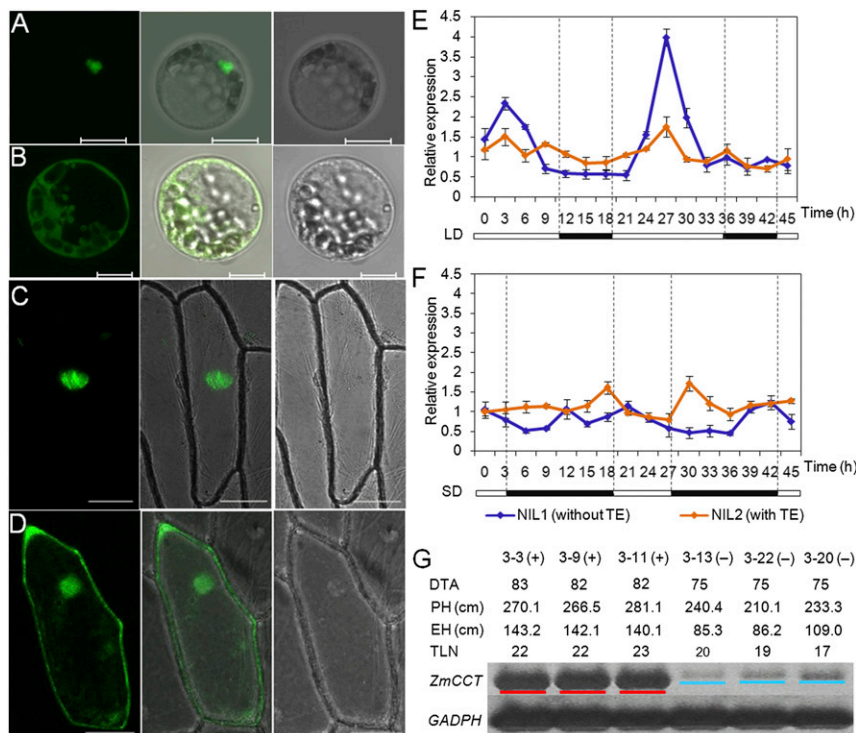 A
B
C
D
E
Relative expression
4.5
4
3.5
3
2.5
2
1.5
1
0.5
0
0 3 6 9 12 15 18 21 24 27 30 33 36 39 42 45 Time (h)
LD
F
Relative expression
4.5
4
3.5
3
2.5
2
1.5
1
0.5
0
0 3 6 9 12 15 18 21 24 27 30 33 36 39 42 45 Time (h)
SD
NIL1 (without TE) NIL2 (with TE)
G
3-3 (+) 3-9 (+) 3-11 (+) 3-13 (–) 3-22 (–) 3-20 (–)
DTA 83 82 82 75 75 75
PH (cm) 270.1 266.5 281.1 240.4 210.1 233.3
EH (cm) 143.2 142.1 140.1 85.3 86.2 109.0
TLN 22 22 23 20 19 17
ZmCCT
GADPH